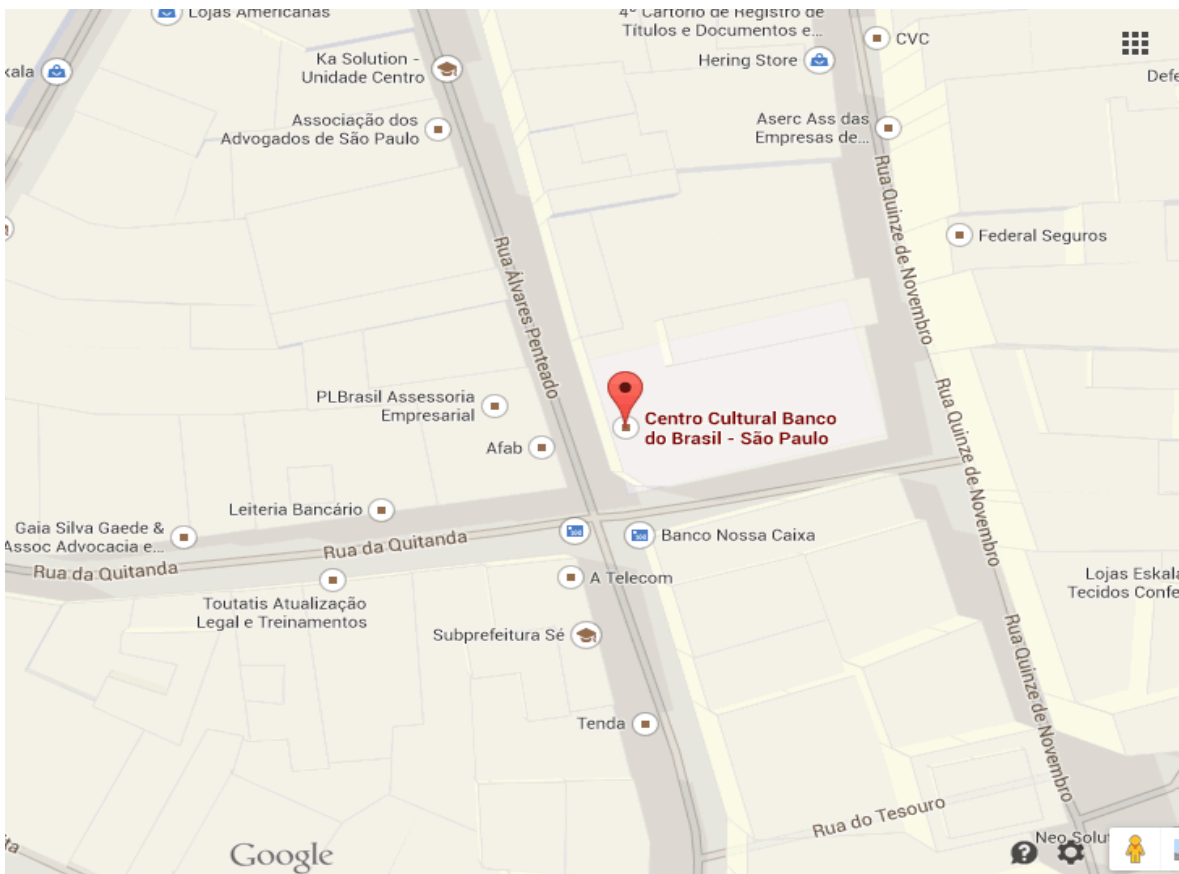 Lojas Americanas
4º Cartório de Registro de
Títulos e Documentos e...
CVC
Ka Solution -
Unidade Centro
Hering Store
kala
Defe
Associação dos
Advogados de São Paulo
Aserc Ass das
Empresas de...
Rua Quinze de Novembro
Federal Seguros
Rua Álvares Penteado
PLBrasil Assessoria
Empresarial
Centro Cultural Banco
do Brasil - São Paulo
Rua Quinze de Novembro
Afab
Leiteria Bancário
Gaia Silva Gaede &
Assoc Advocacia e...
Rua da Quitanda
Banco Nossa Caixa
Rua da Quitanda
A Telecom
Lojas Eskala
Tecidos Confe
Toutatis Atualização
Legal e Treinamentos
Subprefeitura Sé
Rua Quinze de Novembro
Tenda
Rua do Tesouro
Google
Neo Solu
ita